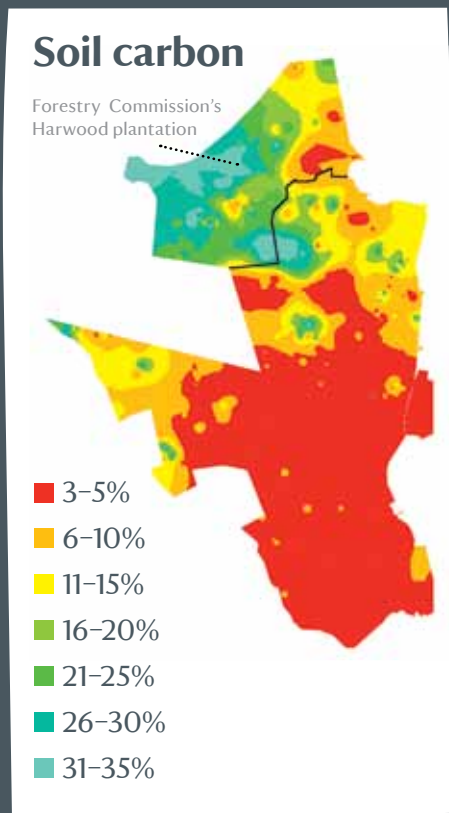 Soil carbon
Forestry Commission's
Harwood plantation
3–5%
6–10%
11–15%
16–20%
21–25%
26–30%
31–35%